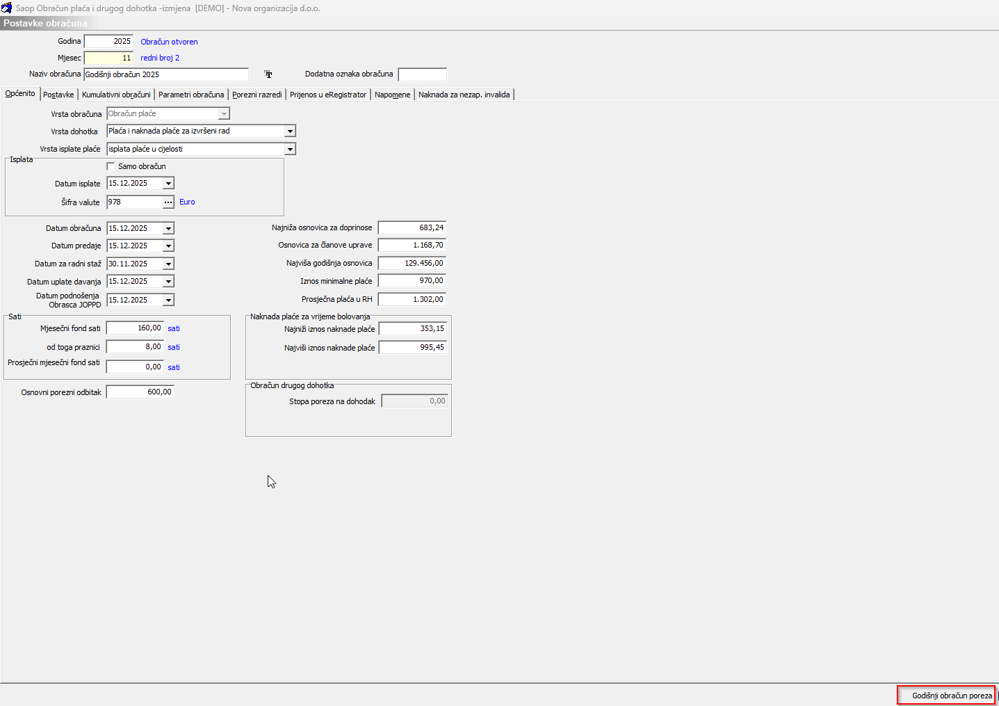 Saop Obračun plaća i drugog dohotka -izmjena  [DEMO] - Nova organizacija d.o.o.
Postavke obračuna
Godina 2025 Obračun otvoren
Mjesec 11 redni broj 2
Naziv obračuna Godišnji obračun 2025 Dodatna oznaka obračuna
Općenito Postavke Kumulativni obračuni Parametri obračuna Porezni razredi Prijenos u eRegistrator Napomene Naknada za nezap. invalida
Vrsta obračuna Obračun plaće
Vrsta dohotka Plaća i naknada plaće za izvršeni rad
Vrsta isplate plaće isplata plaće u cijelosti
Isplata
Samo obračun
Datum isplate 15.12.2025
Šifra valute 978 ... Euro
Datum obračuna 15.12.2025
Datum predaje 15.12.2025
Datum za radni staž 30.11.2025
Datum uplate davanja 15.12.2025
Datum podnošenja
Obrasca JOPPD 15.12.2025
Najniža osnovica za doprinose 683,24
Osnovica za članove uprave 1.168,70
Najviša godišnja osnovica 129.456,00
Iznos minimalne plaće 970,00
Prosječna plaća u RH 1.302,00
Sati
Mjesečni fond sati 160,00 sati
od toga praznici 8,00 sati
Prosječni mjesečni fond sati 0,00 sati
Naknada plaće za vrijeme bolovanja
Najniži iznos naknade plaće 353,15
Najviši iznos naknade plaće 995,45
Osnovni porezni odbitak 600,00
Obračun drugog dohotka
Stopa poreza na dohodak 0,00
Godišnji obračun poreza